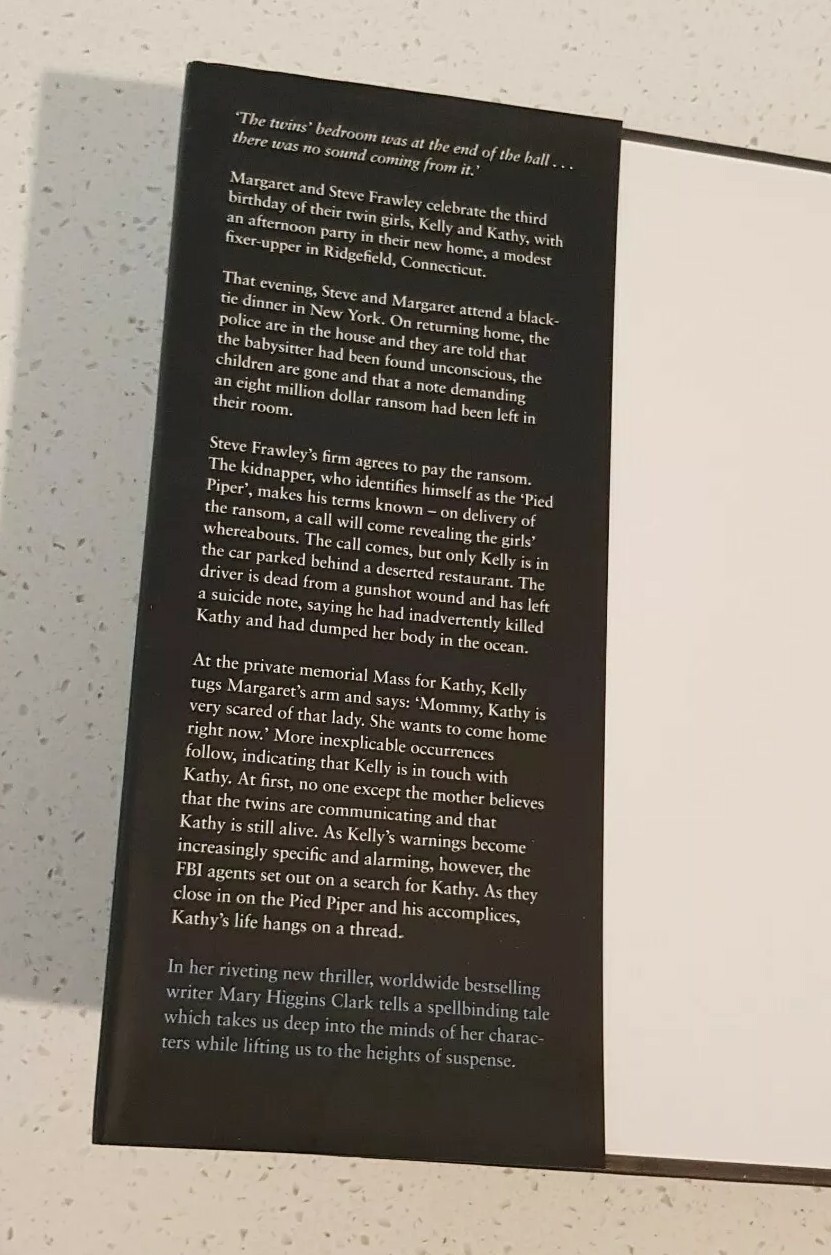 ‘The twins’ bedroom was at the end of the hall . . .
there was no sound coming from it.’
Margaret and Steve Frawley celebrate the third
birthday of their twin girls, Kelly and Kathy, with
an afternoon party in their new home, a modest
fixer-upper in Ridgefield, Connecticut.
That evening, Steve and Margaret attend a black-
tie dinner in New York. On returning home, the
police are in the house and they are told that
the babysitter had been found unconscious, the
children are gone and that a note demanding
an eight million dollar ransom had been left in
their room.
Steve Frawley’s firm agrees to pay the ransom.
The kidnapper, who identifies himself as the ‘Pied
Piper’, makes his terms known – on delivery of
the ransom, a call will come revealing the girls’
whereabouts. The call comes, but only Kelly is in
the car parked behind a deserted restaurant. The
driver is dead from a gunshot wound and has left
a suicide note, saying he had inadvertently killed
Kathy and had dumped her body in the ocean.
At the private memorial Mass for Kathy, Kelly
tugs Margaret’s arm and says: ‘Mommy, Kathy is
very scared of that lady. She wants to come home
right now.’ More inexplicable occurrences
follow, indicating that Kelly is in touch with
Kathy. At first, no one except the mother believes
that the twins are communicating and that
Kathy is still alive. As Kelly’s warnings become
increasingly specific and alarming, however, the
FBI agents set out on a search for Kathy. As they
close in on the Pied Piper and his accomplices,
Kathy’s life hangs on a thread.
In her riveting new thriller, worldwide bestselling
writer Mary Higgins Clark tells a spellbinding tale
which takes us deep into the minds of her charac-
ters while lifting us to the heights of suspense.